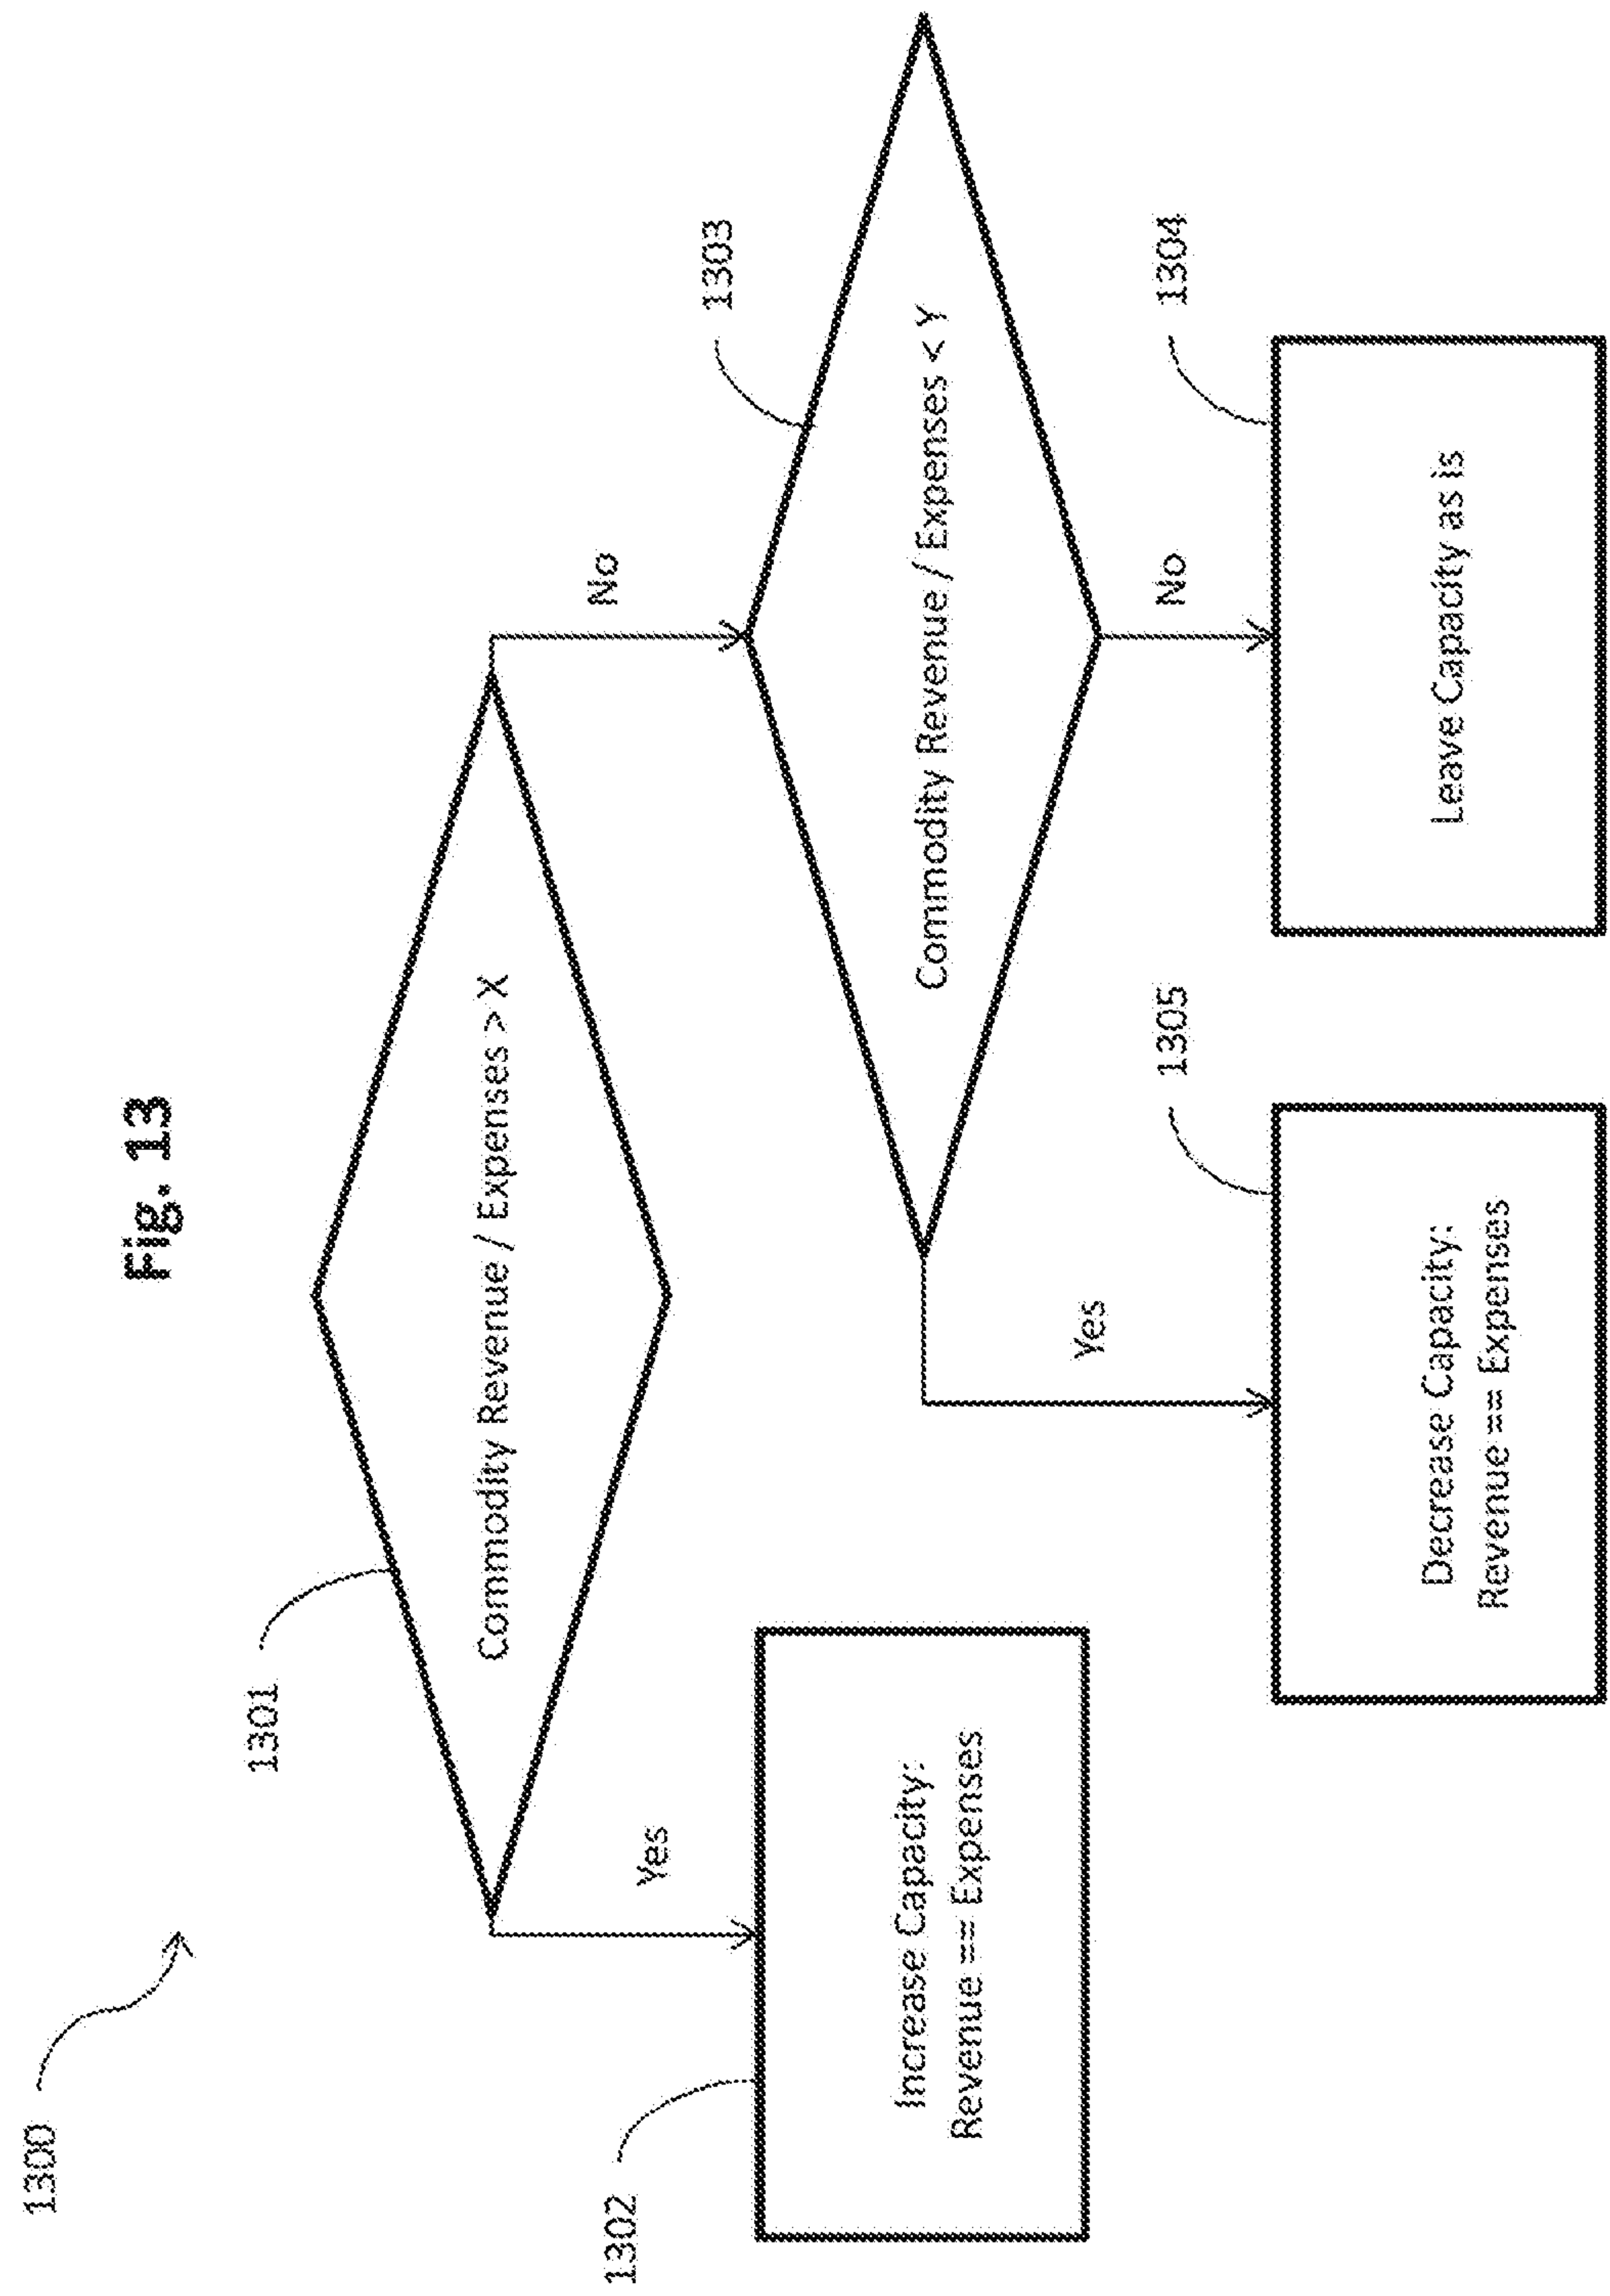 Fig. 13
1300
1301
Commodity Revenue / Expenses > X
Yes
No
1302
Increase Capacity:
Revenue == Expenses
1303
Commodity Revenue / Expenses < Y
Yes
No
1305
Decrease Capacity:
Revenue == Expenses
1304
Leave Capacity as is